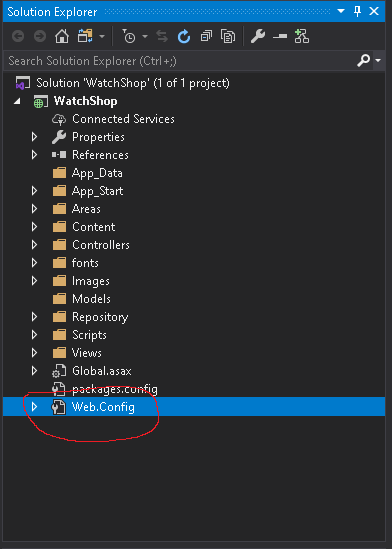 Solution Explorer
Search Solution Explorer (Ctrl+;)
Solution 'WatchShop' (1 of 1 project)
WatchShop
Connected Services
Properties
References
App_Data
App_Start
Areas
Content
Controllers
fonts
Images
Models
Repository
Scripts
Views
Global.asax
packages.config
Web.Config